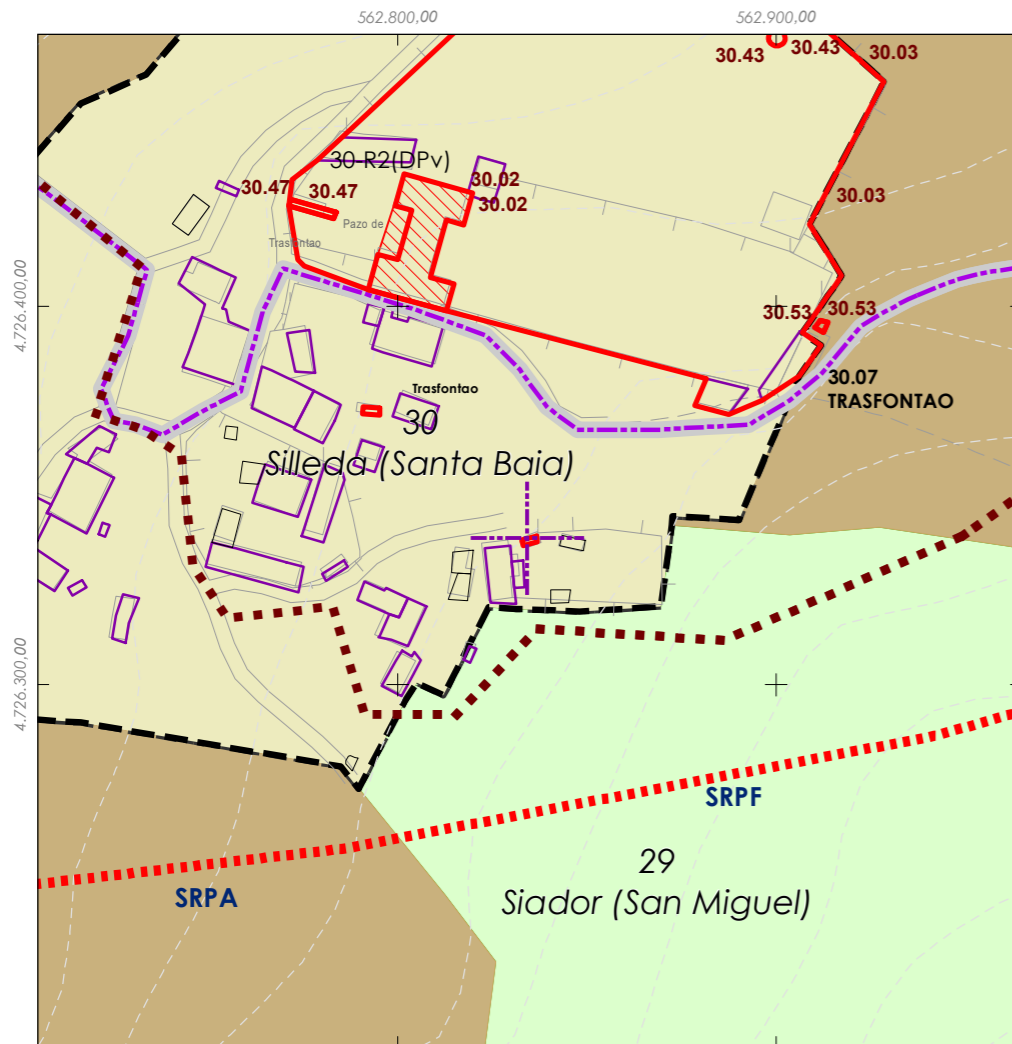 562.800,00
562.900,00
30.43
30.43
30.03
30-R2(DPv)
30.47
30.47
30.02
30.02
30.03
Pazo de
Trasfontao
4.726.400,00
30.53
30.53
30.07
TRASFONTAO
Trasfontao
30
Silleda (Santa Baia)
4.726.300,00
SRPF
SRPA
29
Siador (San Miguel)